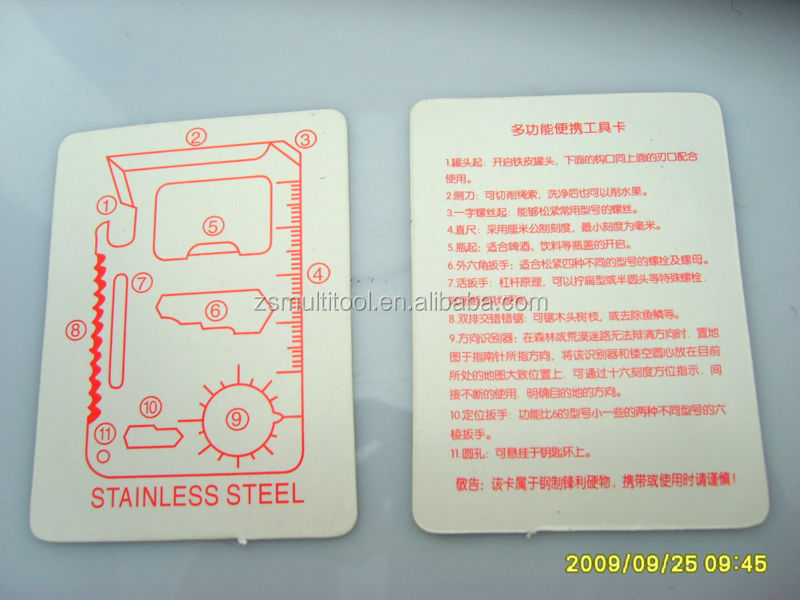 ①
②
③
④
⑤
⑥
⑦
⑧
⑨
⑩
⑪
STAINLESS STEEL
多功能便携工具卡
1.罐头起：开启铁皮罐头，下面的钩口同上面的刃口配合
使用。
2.侧刀：可切削绳索，洗净后也可以削水果。
3.一字螺丝起：能够松紧常用型号的螺丝。
4.直尺：采用厘米公制刻度，最小刻度为毫米。
5.瓶起：适合啤酒、饮料等瓶盖的开启。
6.外六角扳手：适合松紧四种不同的型号的螺栓及螺母。
7.活扳手：杠杆原理，可以拧扁型或半圆头等特殊螺栓
8.双排交错错锯：可锯木头树枝，或去除鱼鳞等。
9.方向识别器：在森林或荒漠迷路无法辩清方向时．置地
图于指南针所指方向，将该识别器和镂空圆心放在目前
所处的地图大致位置上．可通过十六刻度方位指示．间
接不断的使用．明确目的地的方向。
10.定位扳手：功能比6的型号小一些的两种不同型号的六
棱扳手。
11.圆孔：可悬挂于钥匙环上。
敬告：该卡属于钢制锋利硬物、携带或使用时请谨慎！
zsmultitool.en.alibaba.com
2009/09/25 09:45